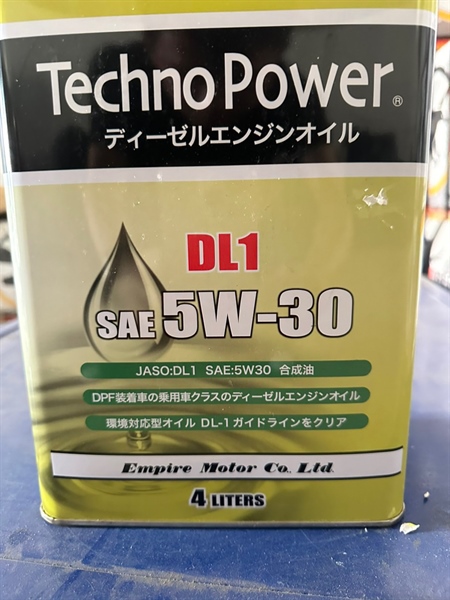 TechnoPower®
ディーゼルエンジンオイル
DL1
SAE 5W-30
JASO:DL1 SAE:5W30 合成油
DPF装着車の乗用車クラスのディーゼルエンジンオイル
環境対応型オイル DL-1ガイドラインをクリア
Empire Motor Co., Ltd.
4 LITERS